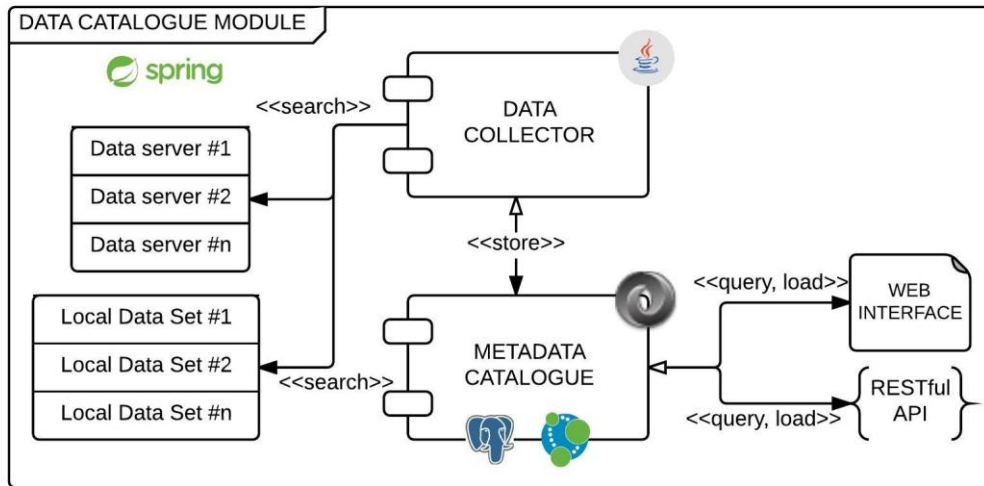 DATA CATALOGUE MODULE
spring
<<search>>
DATA
COLLECTOR
Data server #1
Data server #2
Data server #n
<<store>>
<<query, load>>
WEB
INTERFACE
Local Data Set #1
Local Data Set #2
Local Data Set #n
<<search>>
METADATA
CATALOGUE
RESTful
API
<<query, load>>